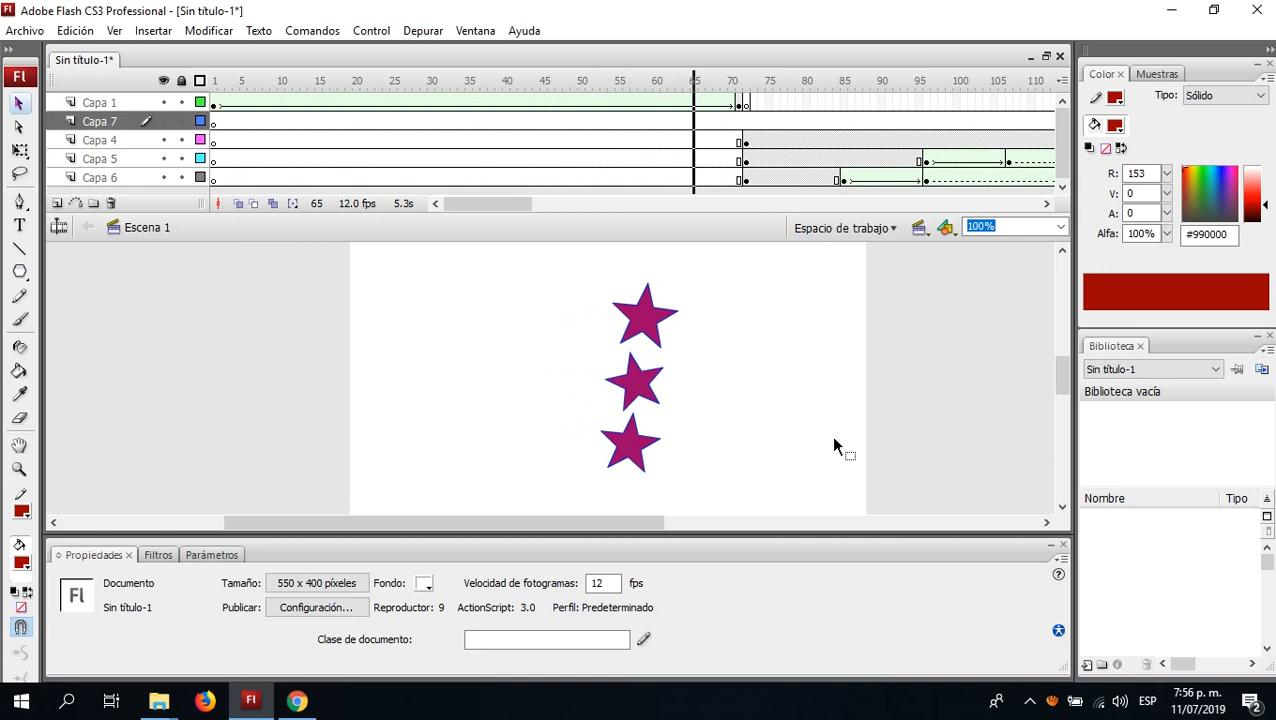 Adobe Flash CS3 Professional - [Sin título-1*]
Archivo Edición Ver Insertar Modificar Texto Comandos Control Depurar Ventana Ayuda
Sin título-1*
1 5 10 15 20 25 30 35 40 45 50 55 60 65 70 75 80 85 90 95 100 105 110
Capa 1
Capa 7
Capa 4
Capa 5
Capa 6
65 12.0 fps 5.3s
Escena 1
Espacio de trabajo
100%
Propiedades Filtros Parámetros
Fl
Documento
Sin título-1
Tamaño: 550 x 400 píxeles Fondo: Velocidad de fotogramas: 12 fps
Publicar: Configuración... Reproductor: 9 ActionScript: 3.0 Perfil: Predeterminado
Clase de documento:
Fl
Color Muestras
Tipo: Sólido
R: 153
V: 0
A: 0
Alfa: 100% #990000
Biblioteca
Sin título-1
Biblioteca vacía
Nombre Tipo
Fl
ESP
7:56 p. m.
11/07/2019
2